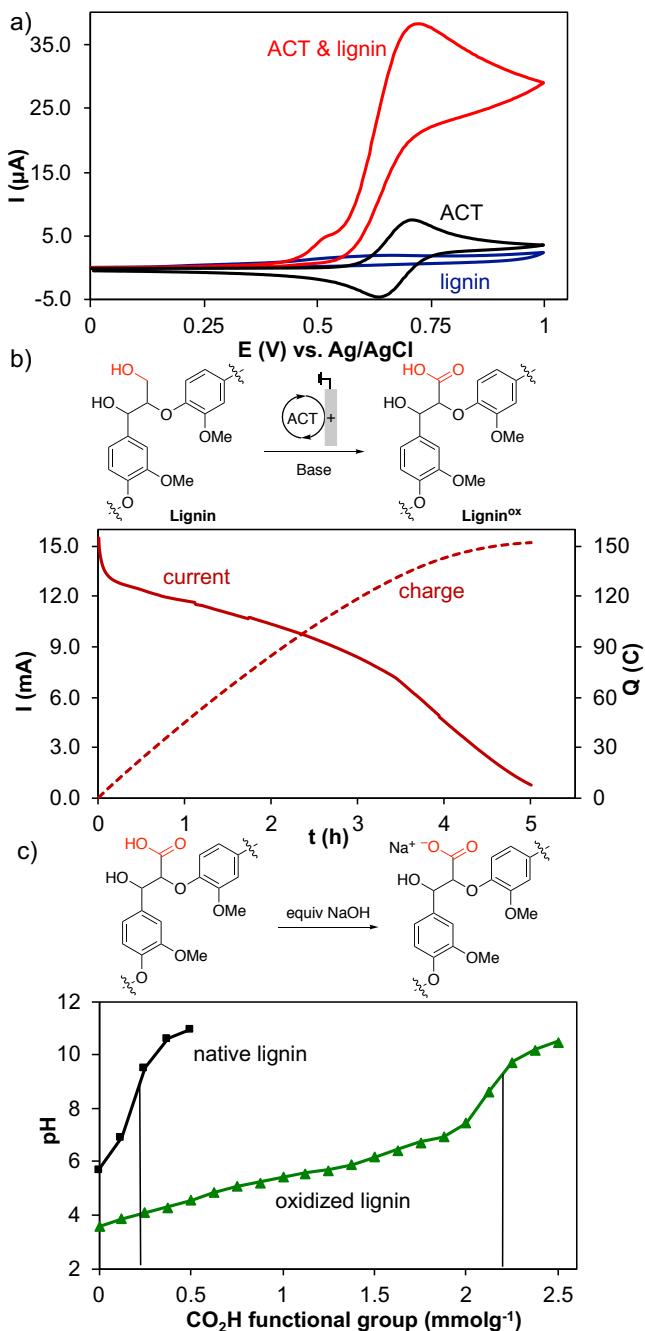 a)
35.0
25.0
15.0
5.0
-5.0
I (μA)
ACT & lignin
ACT
lignin
0 0.25 0.5 0.75 1
E (V) vs. Ag/AgCl
b)
HO
HO
O
OMe
OMe
O
Lignin
ACT
+
Base
HO O
HO
O
OMe
OMe
O
Lignin^ox
15.0
12.0
9.0
6.0
3.0
0.0
I (mA)
current
charge
150
120
90
60
30
0
Q (C)
0 1 2 3 4 5
t (h)
c)
HO O
HO
O
OMe
OMe
O
equiv NaOH
Na⁺ ⁻O O
HO
O
OMe
OMe
O
12
10
8
6
4
2
pH
native lignin
oxidized lignin
0 0.5 1 1.5 2 2.5
CO₂H functional group (mmolg⁻¹)